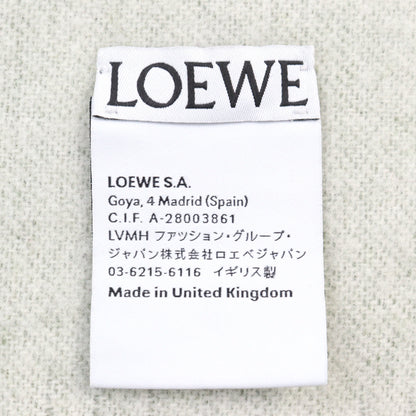 LOEWE
LOEWE S.A.
Goya, 4 Madrid (Spain)
C.I.F. A-28003861
LVMH ファッション・グループ・
ジャパン株式会社ロエベジャパン
03-6215-6116 イギリス製
Made in United Kingdom